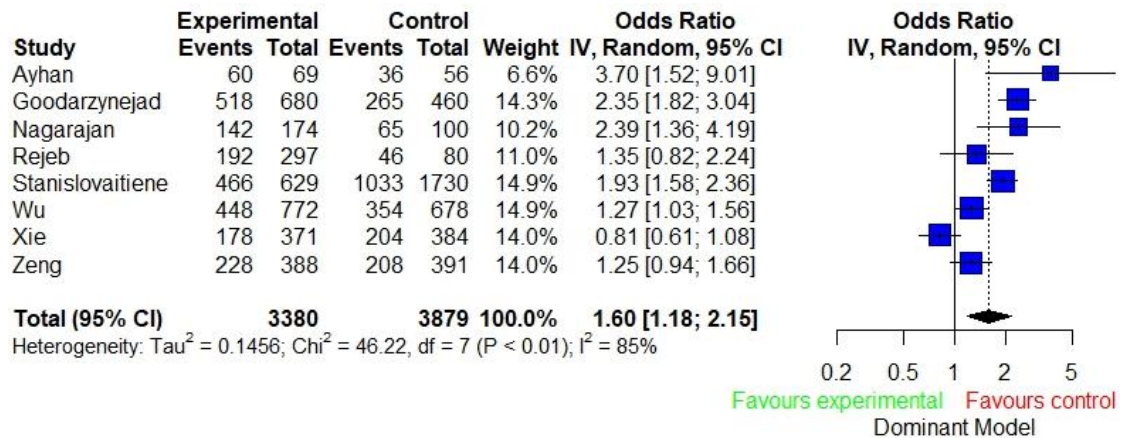 Experimental Control Odds Ratio Odds Ratio
Study Events Total Events Total Weight IV, Random, 95% CI IV, Random, 95% CI
Ayhan 60 69 36 56 6.6% 3.70 [1.52; 9.01]
Goodarzynejad 518 680 265 460 14.3% 2.35 [1.82; 3.04]
Nagarajan 142 174 65 100 10.2% 2.39 [1.36; 4.19]
Rejeb 192 297 46 80 11.0% 1.35 [0.82; 2.24]
Stanislovaitiene 466 629 1033 1730 14.9% 1.93 [1.58; 2.36]
Wu 448 772 354 678 14.9% 1.27 [1.03; 1.56]
Xie 178 371 204 384 14.0% 0.81 [0.61; 1.08]
Zeng 228 388 208 391 14.0% 1.25 [0.94; 1.66]
Total (95% CI) 3380 3879 100.0% 1.60 [1.18; 2.15]
Heterogeneity: Tau² = 0.1456; Chi² = 46.22, df = 7 (P < 0.01); I² = 85%
0.2 0.5 1 2 5
Favours experimental Favours control
Dominant Model